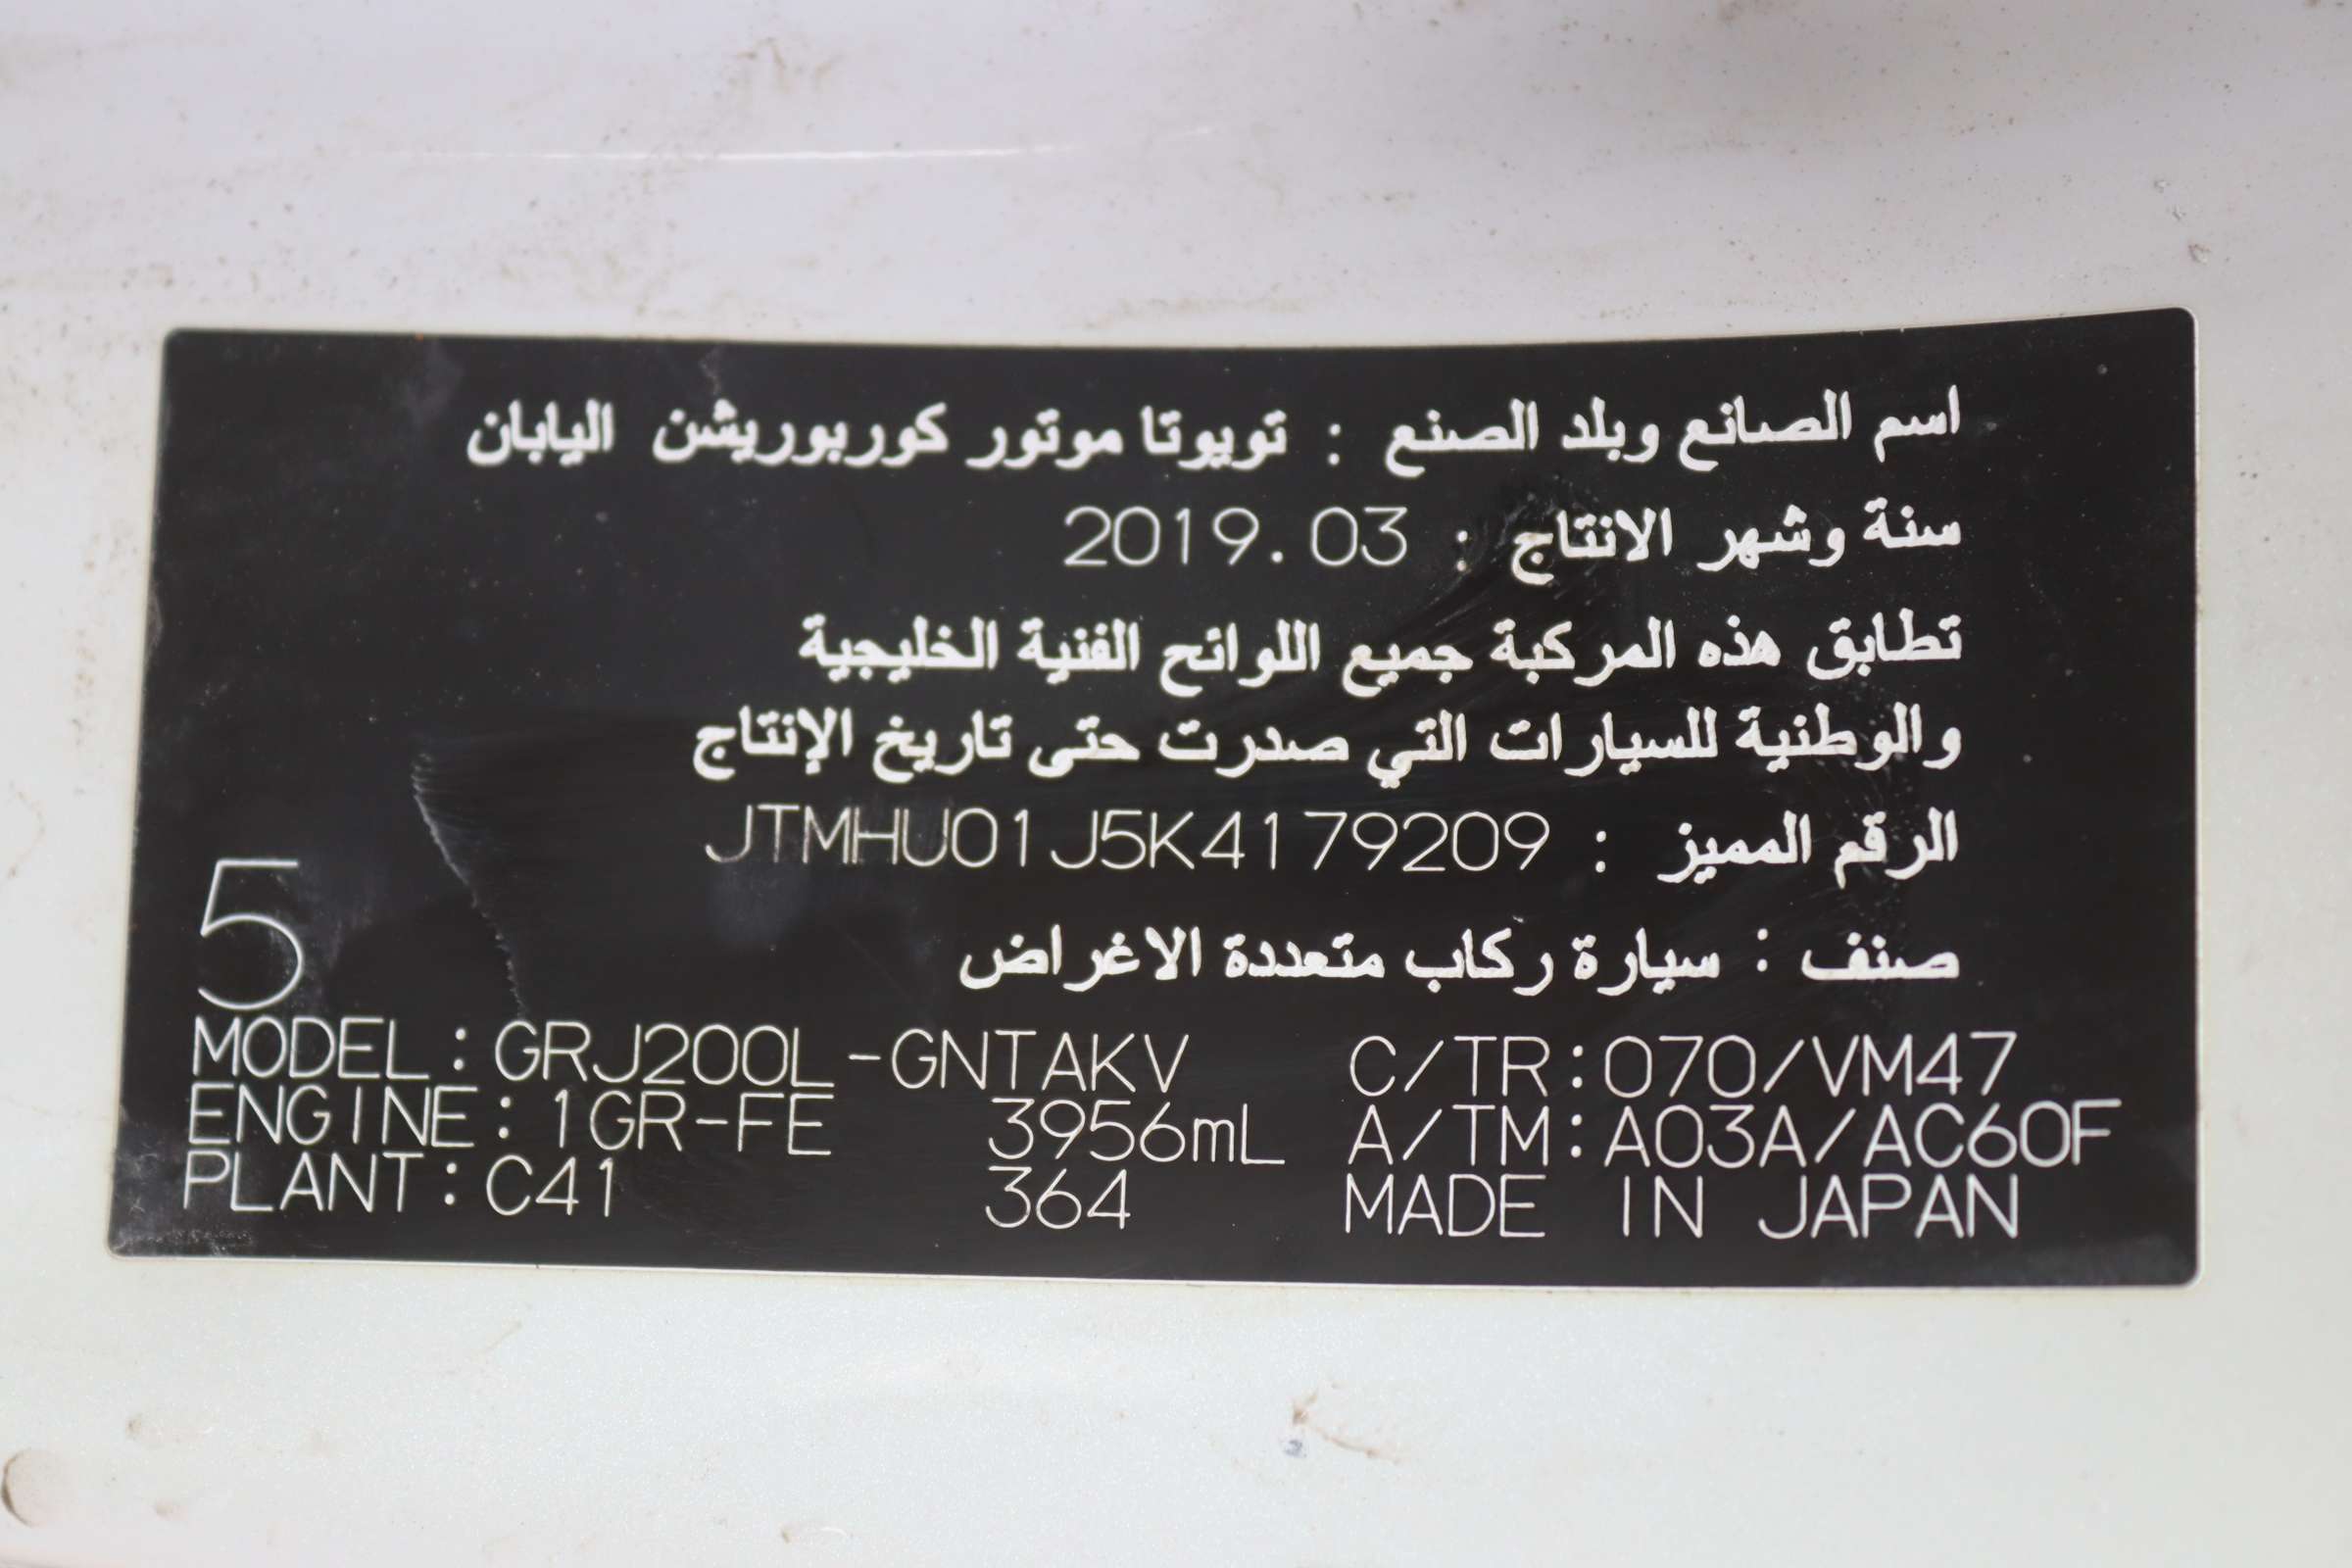 اسم الصانع وبلد الصنع : تويوتا موتور كوربوريشن اليابان
سنة وشهر الانتاج : 2019.03
تطابق هذه المركبة جميع اللوائح الفنية الخليجية
والوطنية للسيارات التي صدرت حتى تاريخ الإنتاج
الرقم المميز : JTMHU01J5K4179209
صنف : سيارة ركاب متعددة الاغراض
5
MODEL:GRJ200L-GNTAKV C/TR:070/VM47
ENGINE:1GR-FE 3956mL A/TM:A03A/AC60F
PLANT:C41 364 MADE IN JAPAN